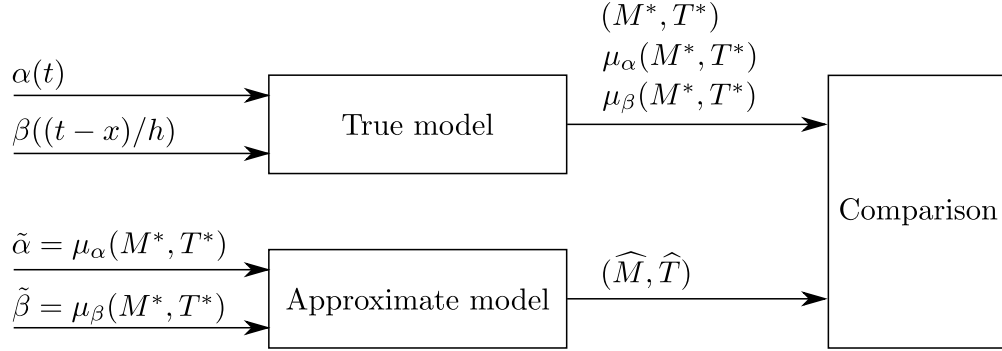 (M*, T*)
α(t)
μ_α(M*, T*)
μ_β(M*, T*)
β((t − x)/h)
True model
Comparison
α̃ = μ_α(M*, T*)
(M̂, T̂)
β̃ = μ_β(M*, T*)
Approximate model